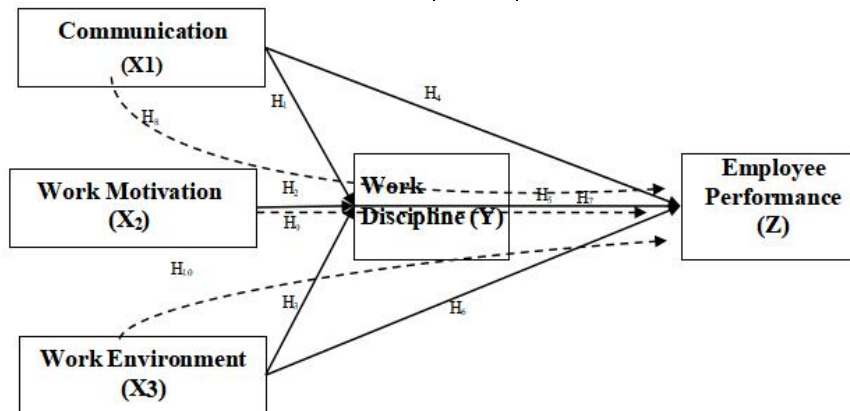 Communication
(X1)
H₁
H₄
H₈
Work Motivation
(X₂)
H₂
H₉
Work
Discipline (Y)
H₅
H₇
Employee
Performance
(Z)
H₁₀
H₃
H₆
Work Environment
(X3)